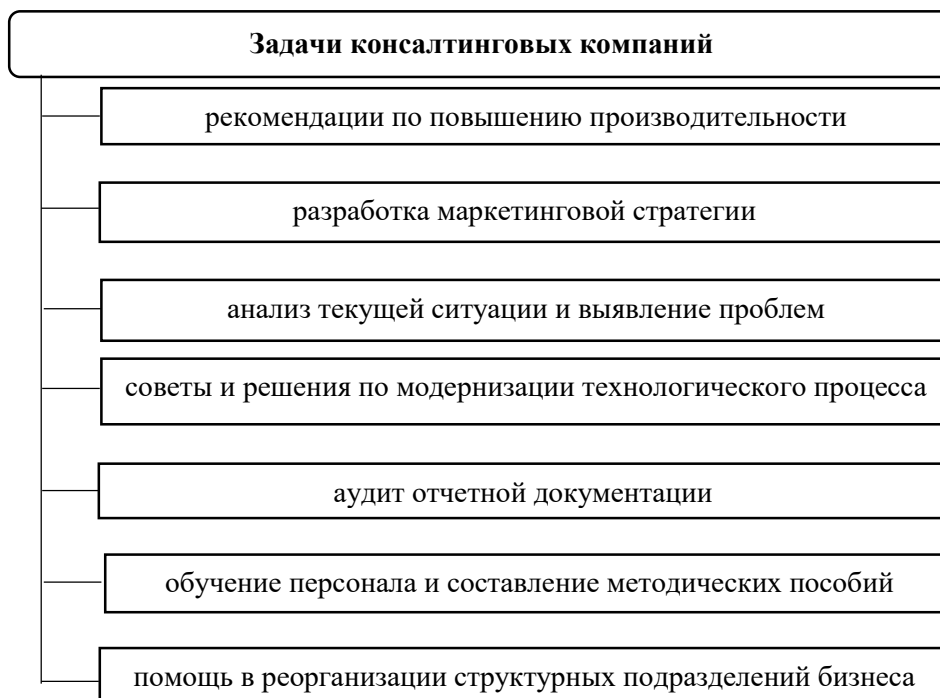 Задачи консалтинговых компаний
рекомендации по повышению производительности
разработка маркетинговой стратегии
анализ текущей ситуации и выявление проблем
советы и решения по модернизации технологического процесса
аудит отчетной документации
обучение персонала и составление методических пособий
помощь в реорганизации структурных подразделений бизнеса